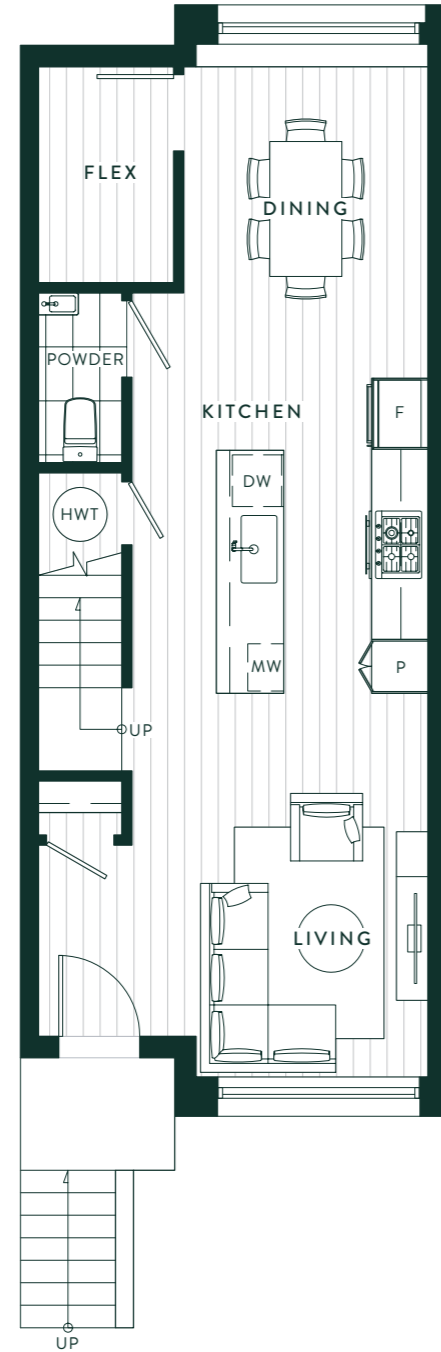 FLEX
DINING
POWDER
KITCHEN
F
DW
HWT
MW
P
UP
LIVING
UP